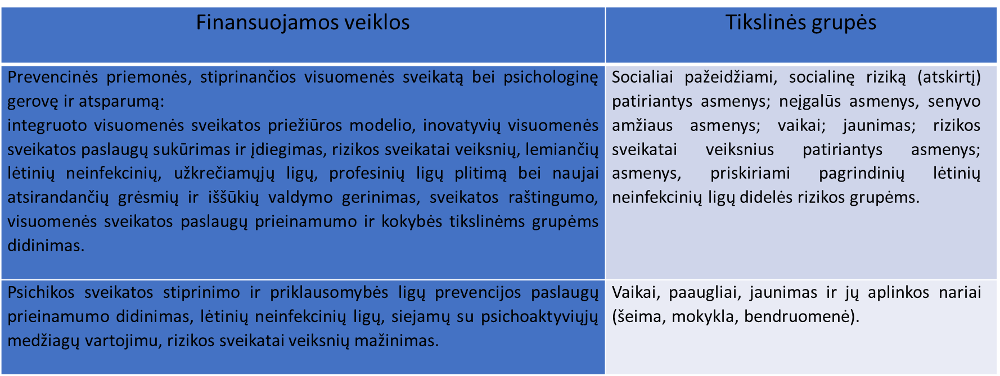 Finansuojamos veiklos
Tikslinės grupės
Prevencinės priemonės, stiprinančios visuomenės sveikatą bei psichologinę
gerovę ir atsparumą:
integruoto visuomenės sveikatos priežiūros modelio, inovatyvių visuomenės
sveikatos paslaugų sukūrimas ir įdiegimas, rizikos sveikatai veiksnių, lemiančių
lėtinių neinfekcinių, užkrečiamųjų ligų, profesinių ligų plitimą bei naujai
atsirandančių grėsmių ir iššūkių valdymo gerinimas, sveikatos raštingumo,
visuomenės sveikatos paslaugų prieinamumo ir kokybės tikslinėms grupėms
didinimas.
Socialiai pažeidžiami, socialinę riziką (atskirtį)
patiriantys asmenys; neįgalūs asmenys, senyvo
amžiaus asmenys; vaikai; jaunimas; rizikos
sveikatai veiksnius patiriantys asmenys;
asmenys, priskiriami pagrindinių lėtinių
neinfekcinių ligų didelės rizikos grupėms.
Psichikos sveikatos stiprinimo ir priklausomybės ligų prevencijos paslaugų
prieinamumo didinimas, lėtinių neinfekcinių ligų, siejamų su psichoaktyviųjų
medžiagų vartojimu, rizikos sveikatai veiksnių mažinimas.
Vaikai, paaugliai, jaunimas ir jų aplinkos nariai
(šeima, mokykla, bendruomenė).